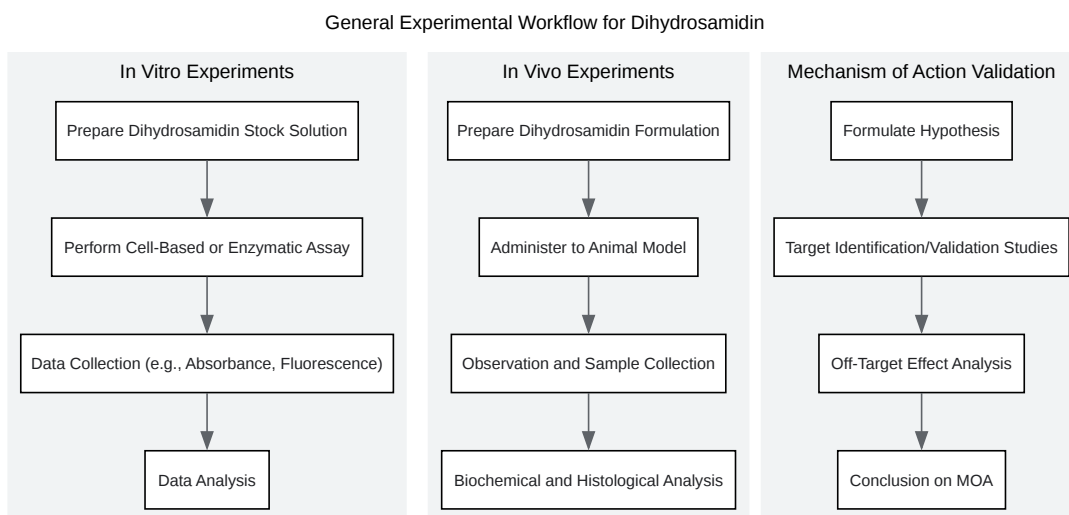 General Experimental Workflow for Dihydrosamidin
In Vitro Experiments
Prepare Dihydrosamidin Stock Solution
Perform Cell-Based or Enzymatic Assay
Data Collection (e.g., Absorbance, Fluorescence)
Data Analysis
In Vivo Experiments
Prepare Dihydrosamidin Formulation
Administer to Animal Model
Observation and Sample Collection
Biochemical and Histological Analysis
Mechanism of Action Validation
Formulate Hypothesis
Target Identification/Validation Studies
Off-Target Effect Analysis
Conclusion on MOA